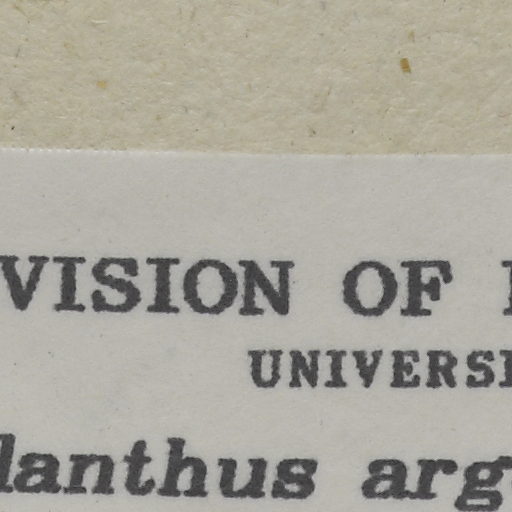 VISION OF
UNIVERS
lanthus arg